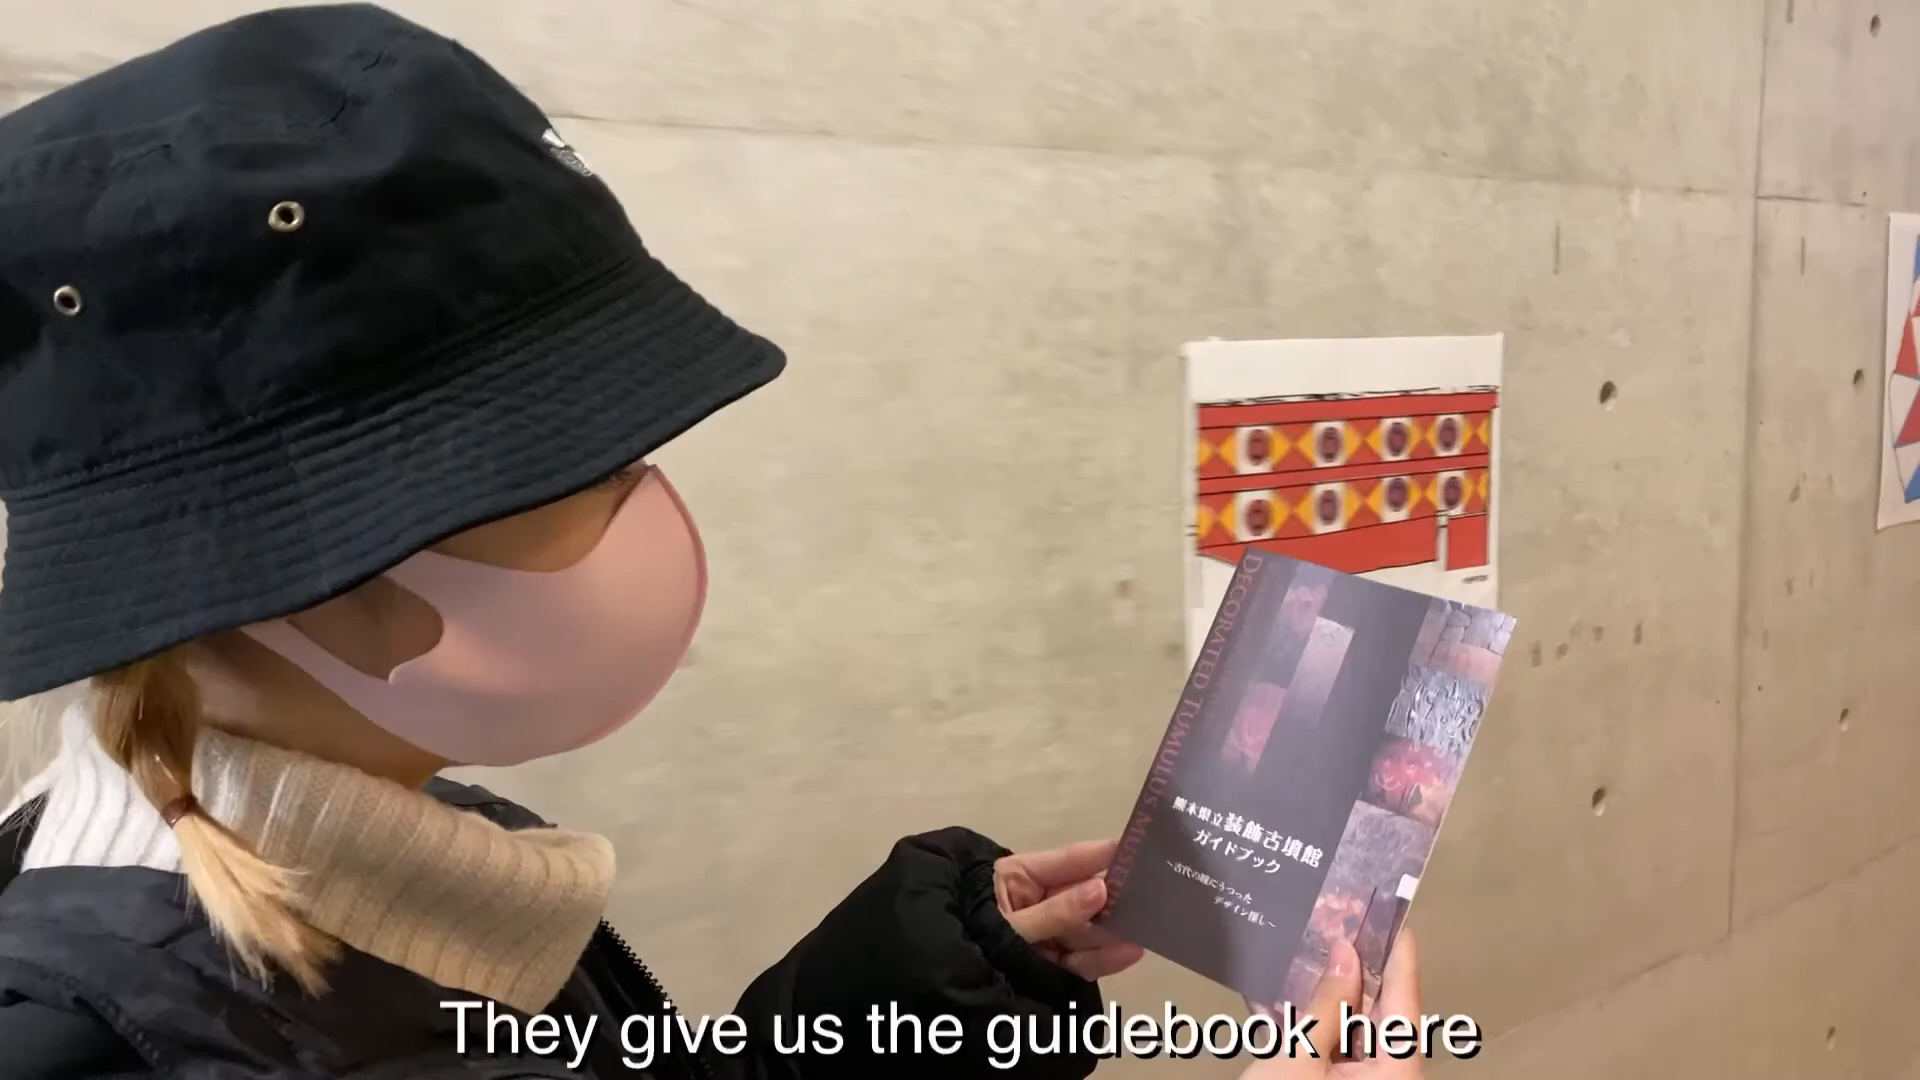 DECORATED TUMULUS MUSEUM
熊本県立装飾古墳館
ガイドブック
~古代の瞳にうつった
デザイン探し~
They give us the guidebook here